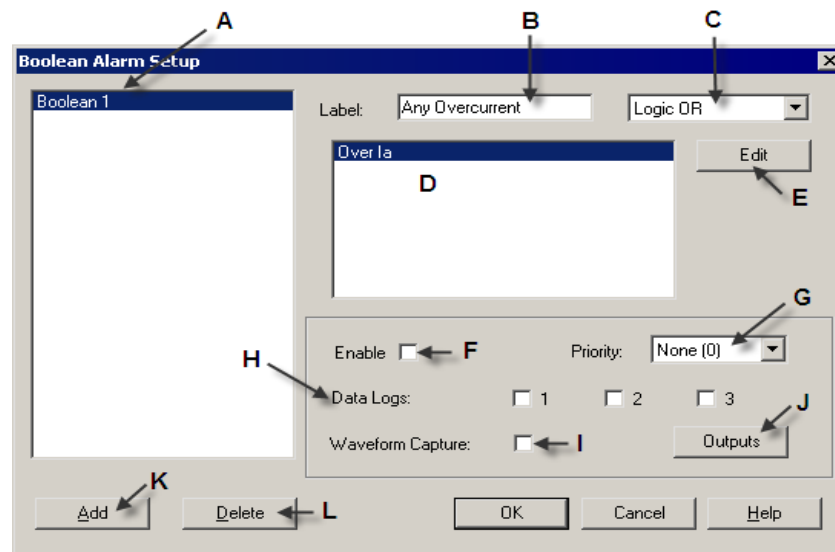 A B C
Boolean Alarm Setup
Boolean 1
Label: Any Overcurrent Logic OR
Over Ia Edit
D
E
G
Enable F Priority: None (0)
H
Data Logs: 1 2 3
J
Waveform Capture: I Outputs
K
Add Delete L OK Cancel Help